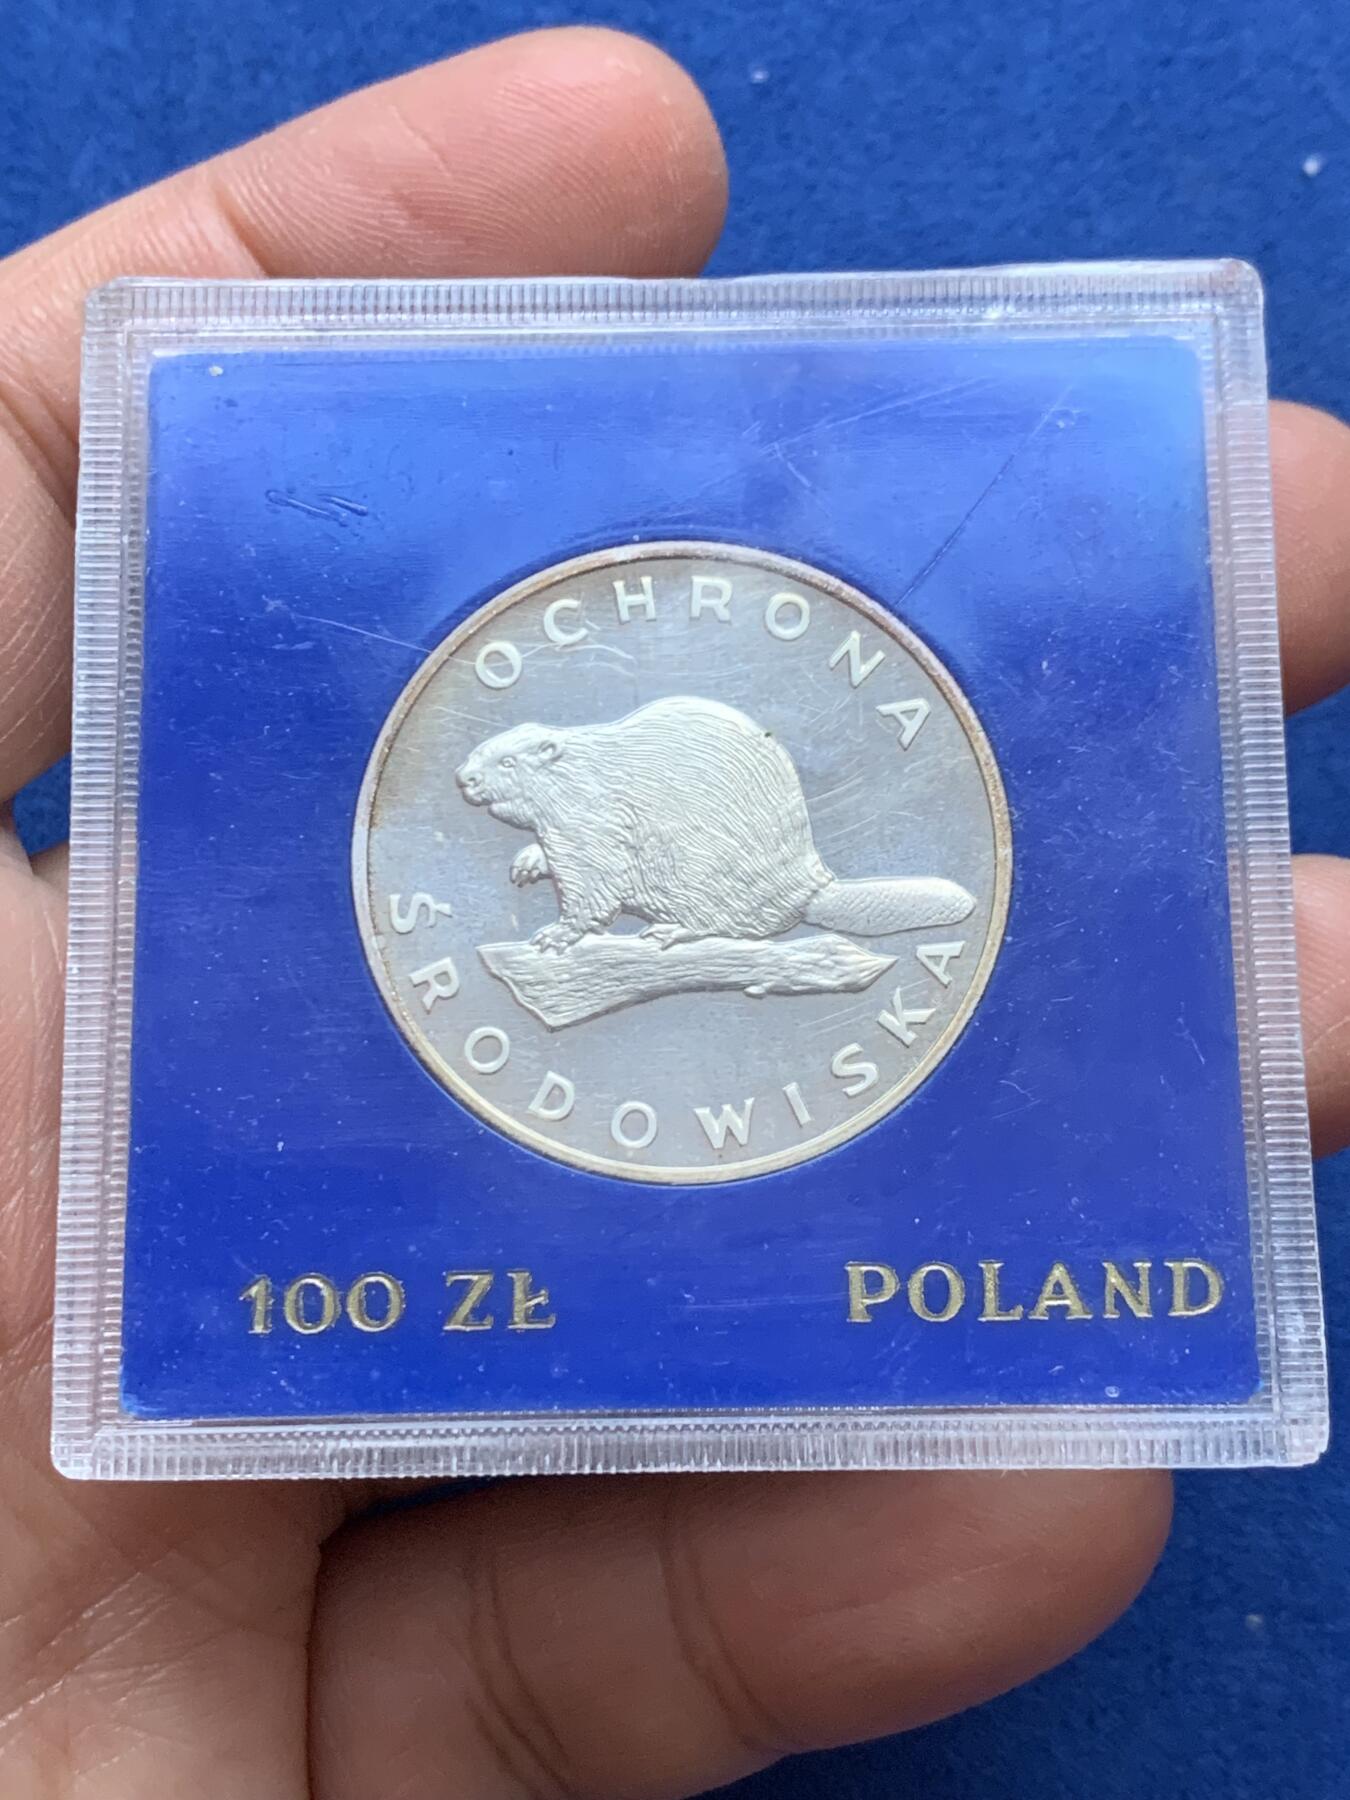 OCHRONA
ŚRODOWISKA
100 ZŁ POLAND